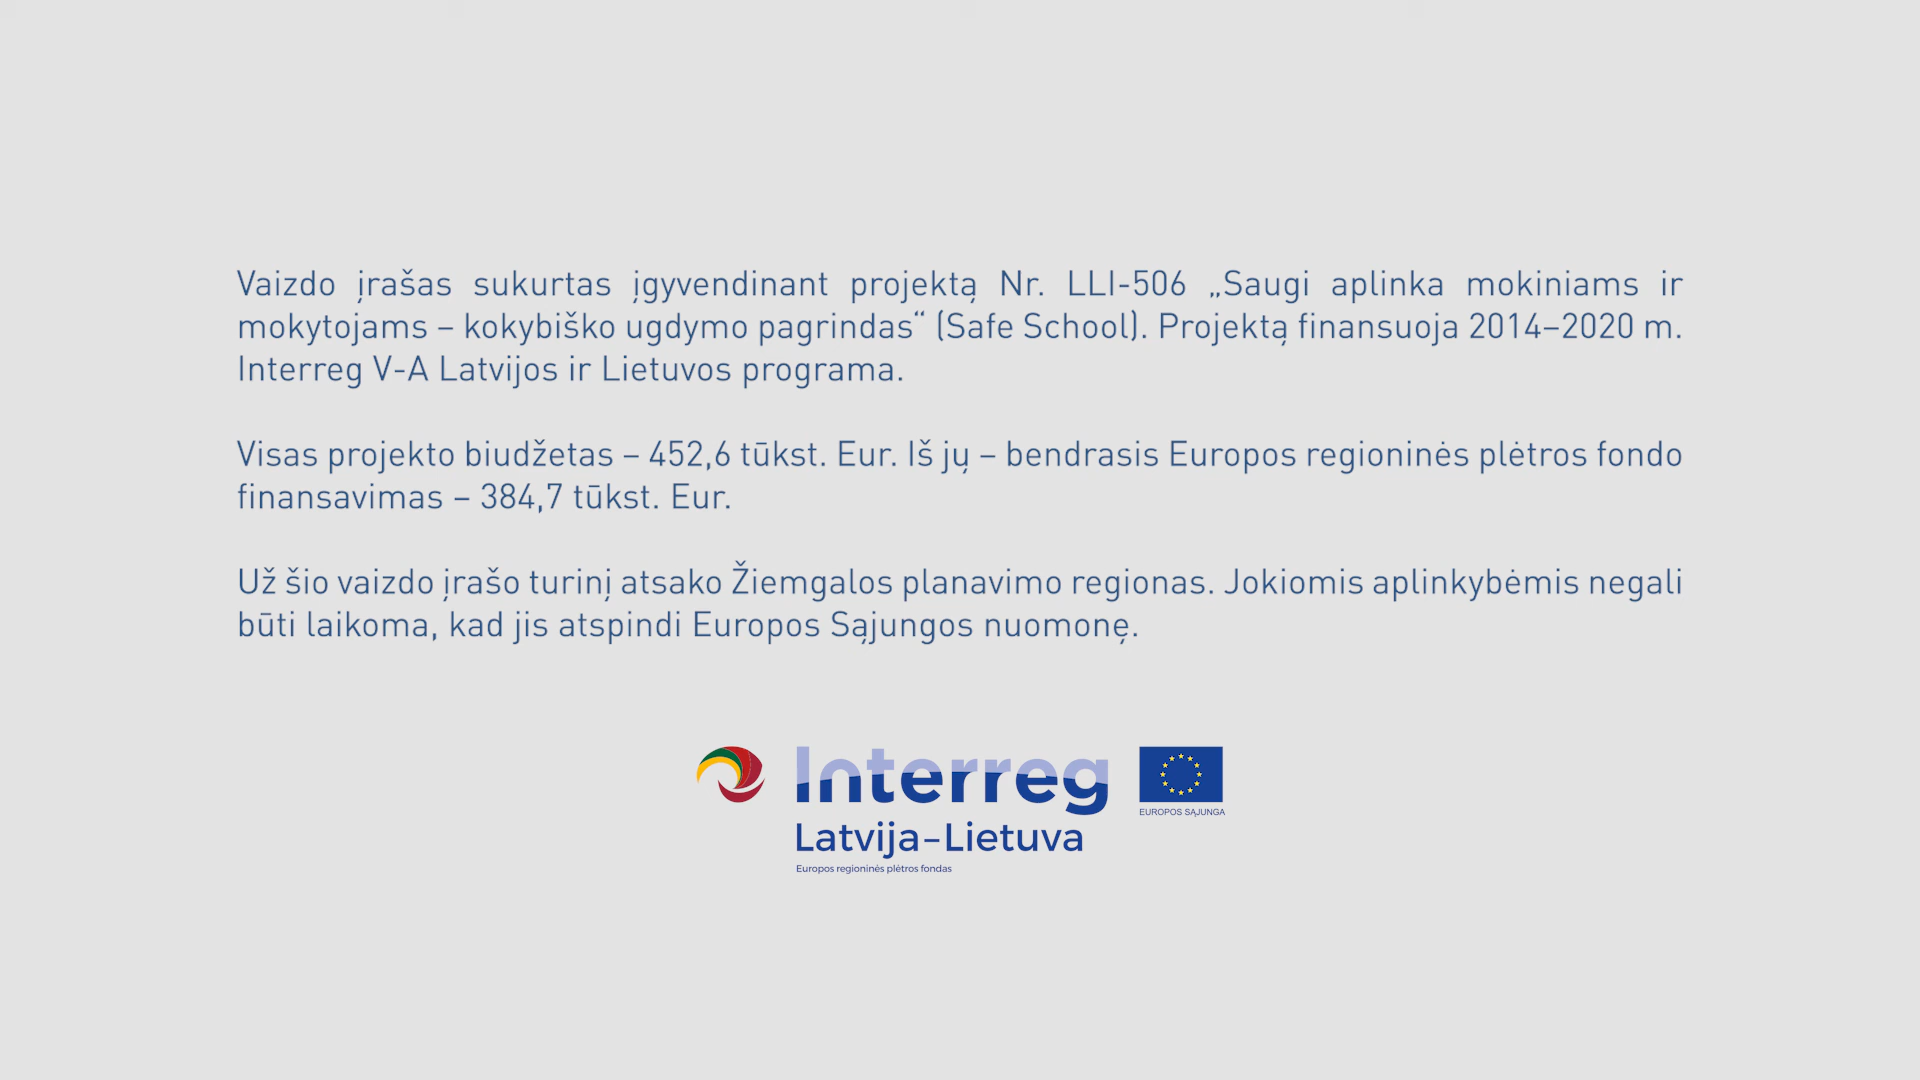 Vaizdo įrašas sukurtas įgyvendinant projektą Nr. LLI-506 „Saugi aplinka mokiniams ir
mokytojams – kokybiško ugdymo pagrindas“ (Safe School). Projektą finansuoja 2014–2020 m.
Interreg V-A Latvijos ir Lietuvos programa.
Visas projekto biudžetas – 452,6 tūkst. Eur. Iš jų – bendrasis Europos regioninės plėtros fondo
finansavimas – 384,7 tūkst. Eur.
Už šio vaizdo įrašo turinį atsako Žiemgalos planavimo regionas. Jokiomis aplinkybėmis negali
būti laikoma, kad jis atspindi Europos Sąjungos nuomonę.
Interreg
Latvija–Lietuva
Europos regioninės plėtros fondas
EUROPOS SĄJUNGA